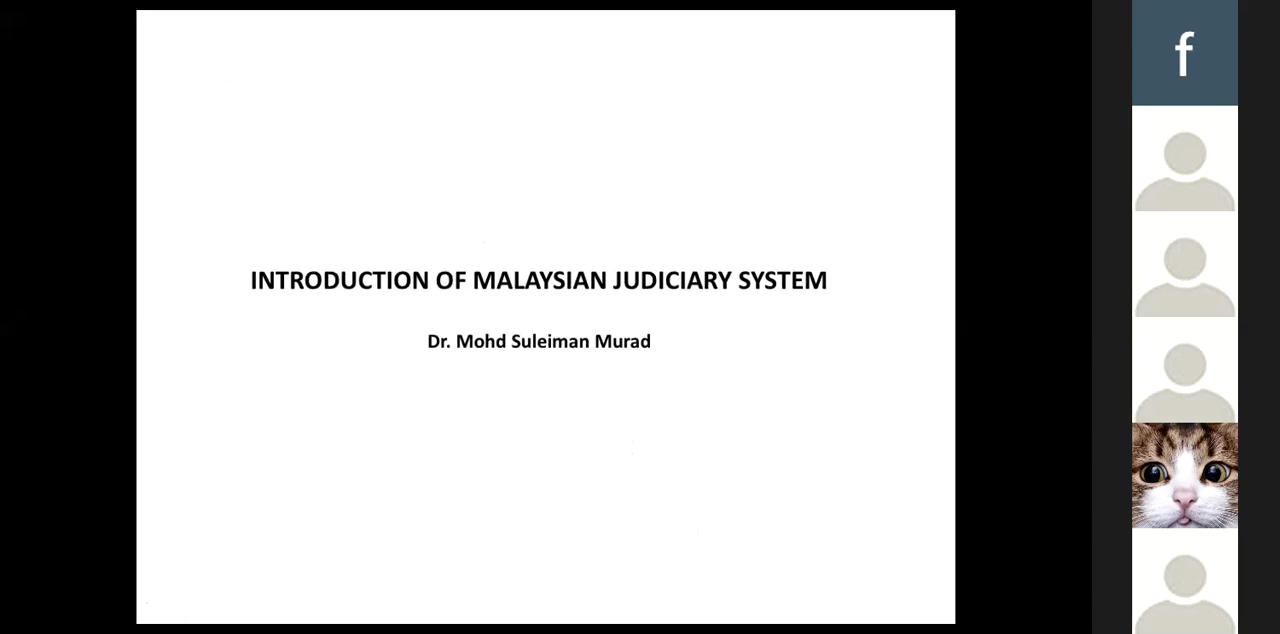 INTRODUCTION OF MALAYSIAN JUDICIARY SYSTEM
Dr. Mohd Suleiman Murad
f